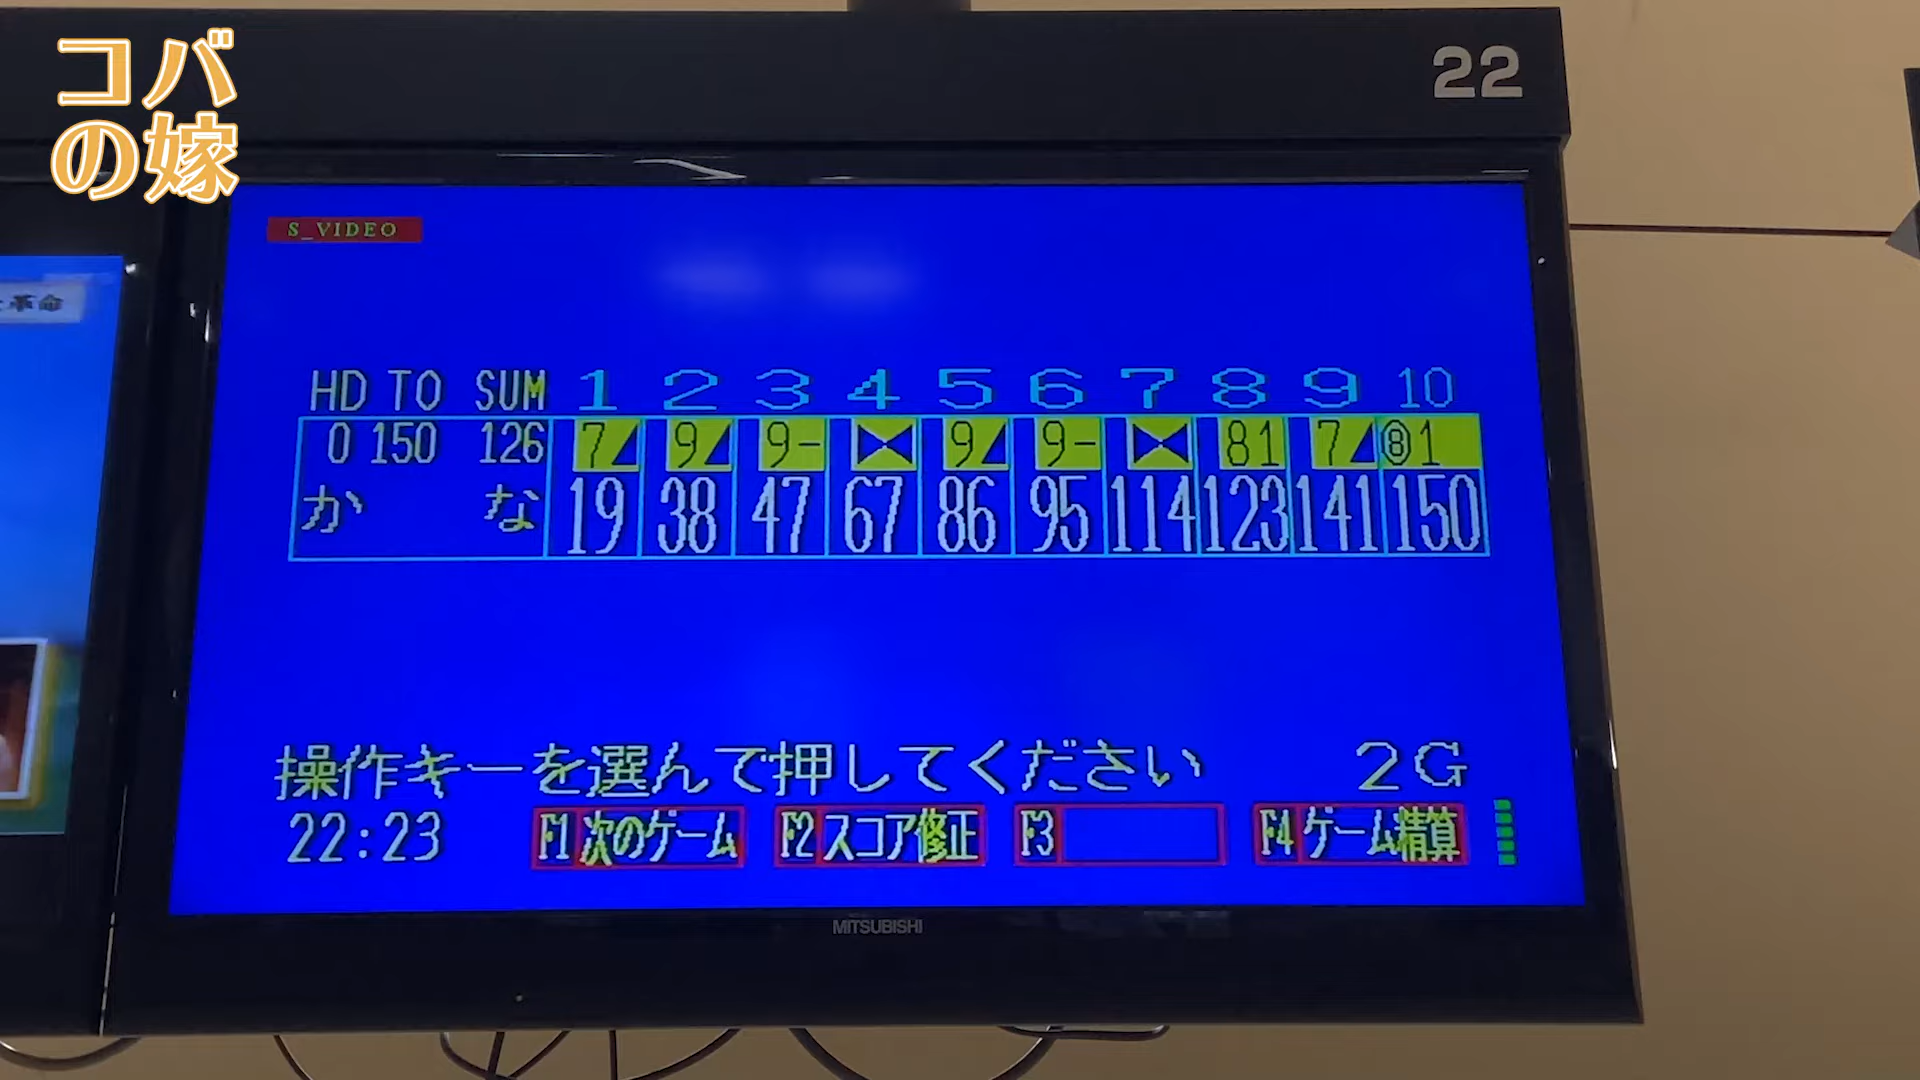 コバ
の嫁
22
革命
S_VIDEO
HD TO SUM 1 2 3 4 5 6 7 8 9 10
0 150 126 7 9 9- 9 9- 81 7 ⑧1
かな 19 38 47 67 86 95 114 123 141 150
操作キーを選んで押してください 2G
22:23 F1 次のゲーム F2 スコア修正 F3 F4 ゲーム精算
MITSUBISHI